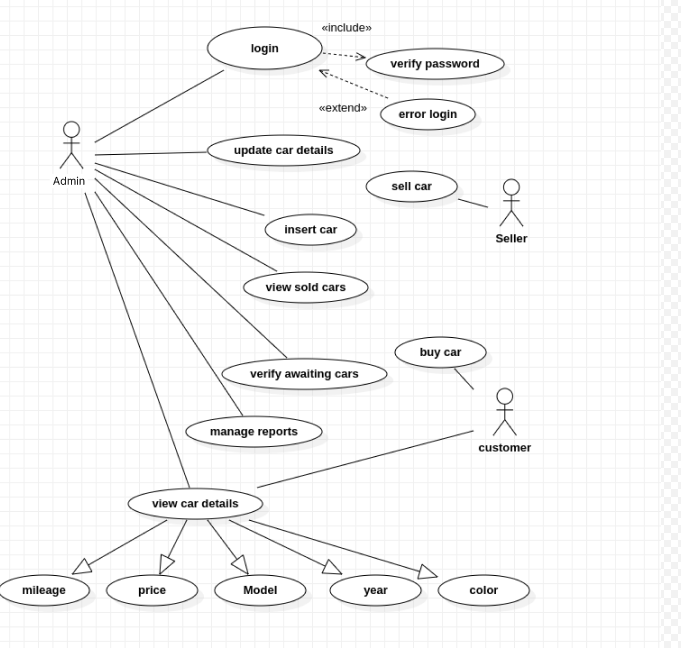 «include»
login
verify password
«extend»
error login
update car details
Admin
sell car
insert car
Seller
view sold cars
buy car
verify awaiting cars
manage reports
customer
view car details
mileage
price
Model
year
color